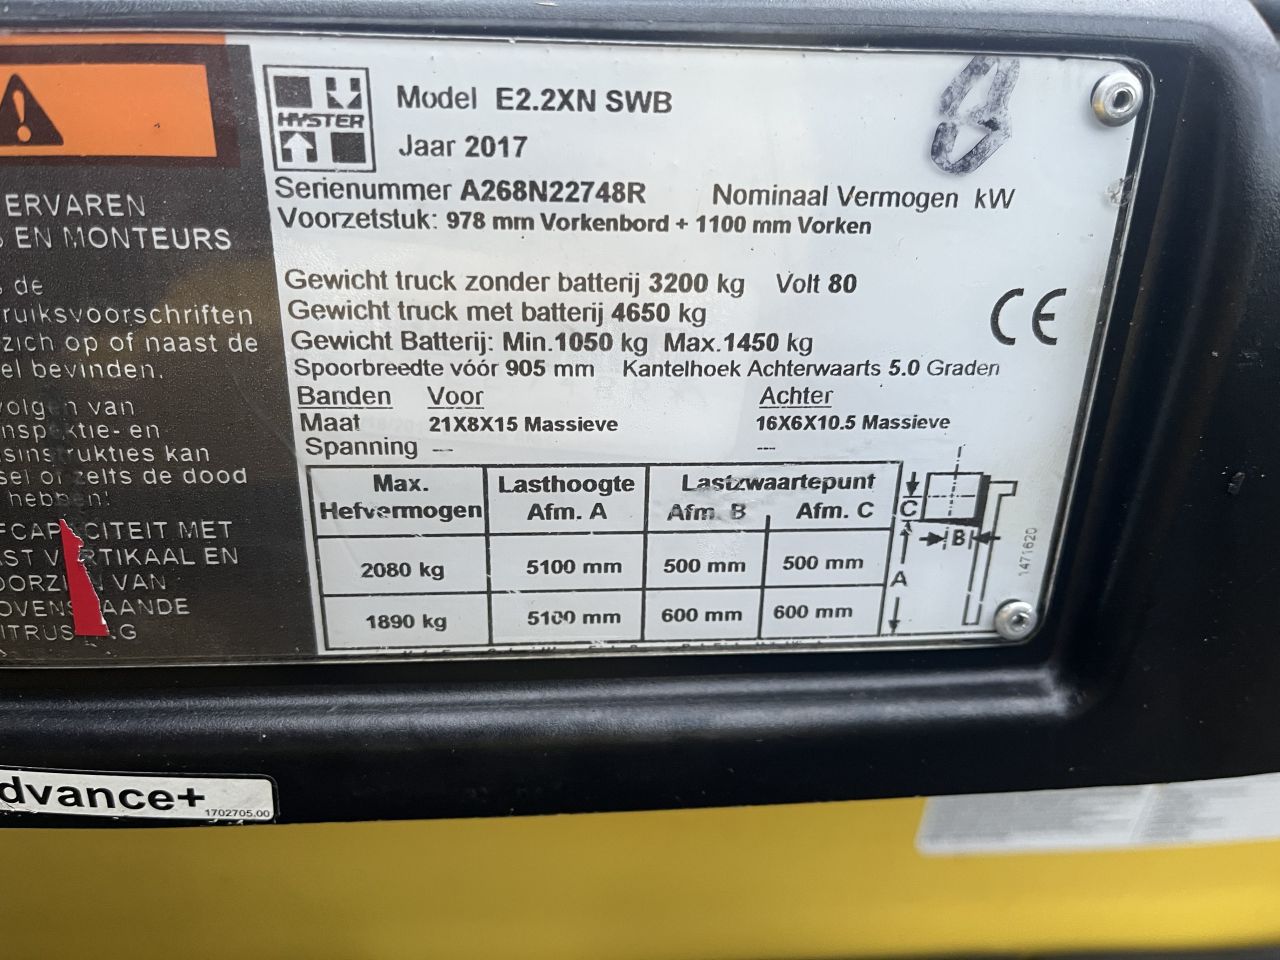 ERVAREN
EN MONTEURS
de
ruiksvoorschriften
zich op of naast de
el bevinden.
olgen van
nspektie- en
sinstrukties kan
sel of zelfs de dood
hebben!
FCAPACITEIT MET
AST VERTIKAAL EN
OORZIEN VAN
OVENSTAANDE
ITRUSTING
HYSTER
Model E2.2XN SWB
Jaar 2017
Serienummer A268N22748R Nominaal Vermogen kW
Voorzetstuk: 978 mm Vorkenbord + 1100 mm Vorken
Gewicht truck zonder batterij 3200 kg Volt 80
Gewicht truck met batterij 4650 kg
Gewicht Batterij: Min.1050 kg Max.1450 kg
Spoorbreedte vóór 905 mm Kantelhoek Achterwaarts 5.0 Graden
CE
Banden Voor Achter
Maat 21X8X15 Massieve 16X6X10.5 Massieve
Spanning --- ---
Max. Hefvermogen Lasthoogte Afm. A Lastzwaartepunt Afm. B Afm. C
2080 kg 5100 mm 500 mm 500 mm
1890 kg 5100 mm 600 mm 600 mm
C
B
A
1471620
dvance+
1702705.00